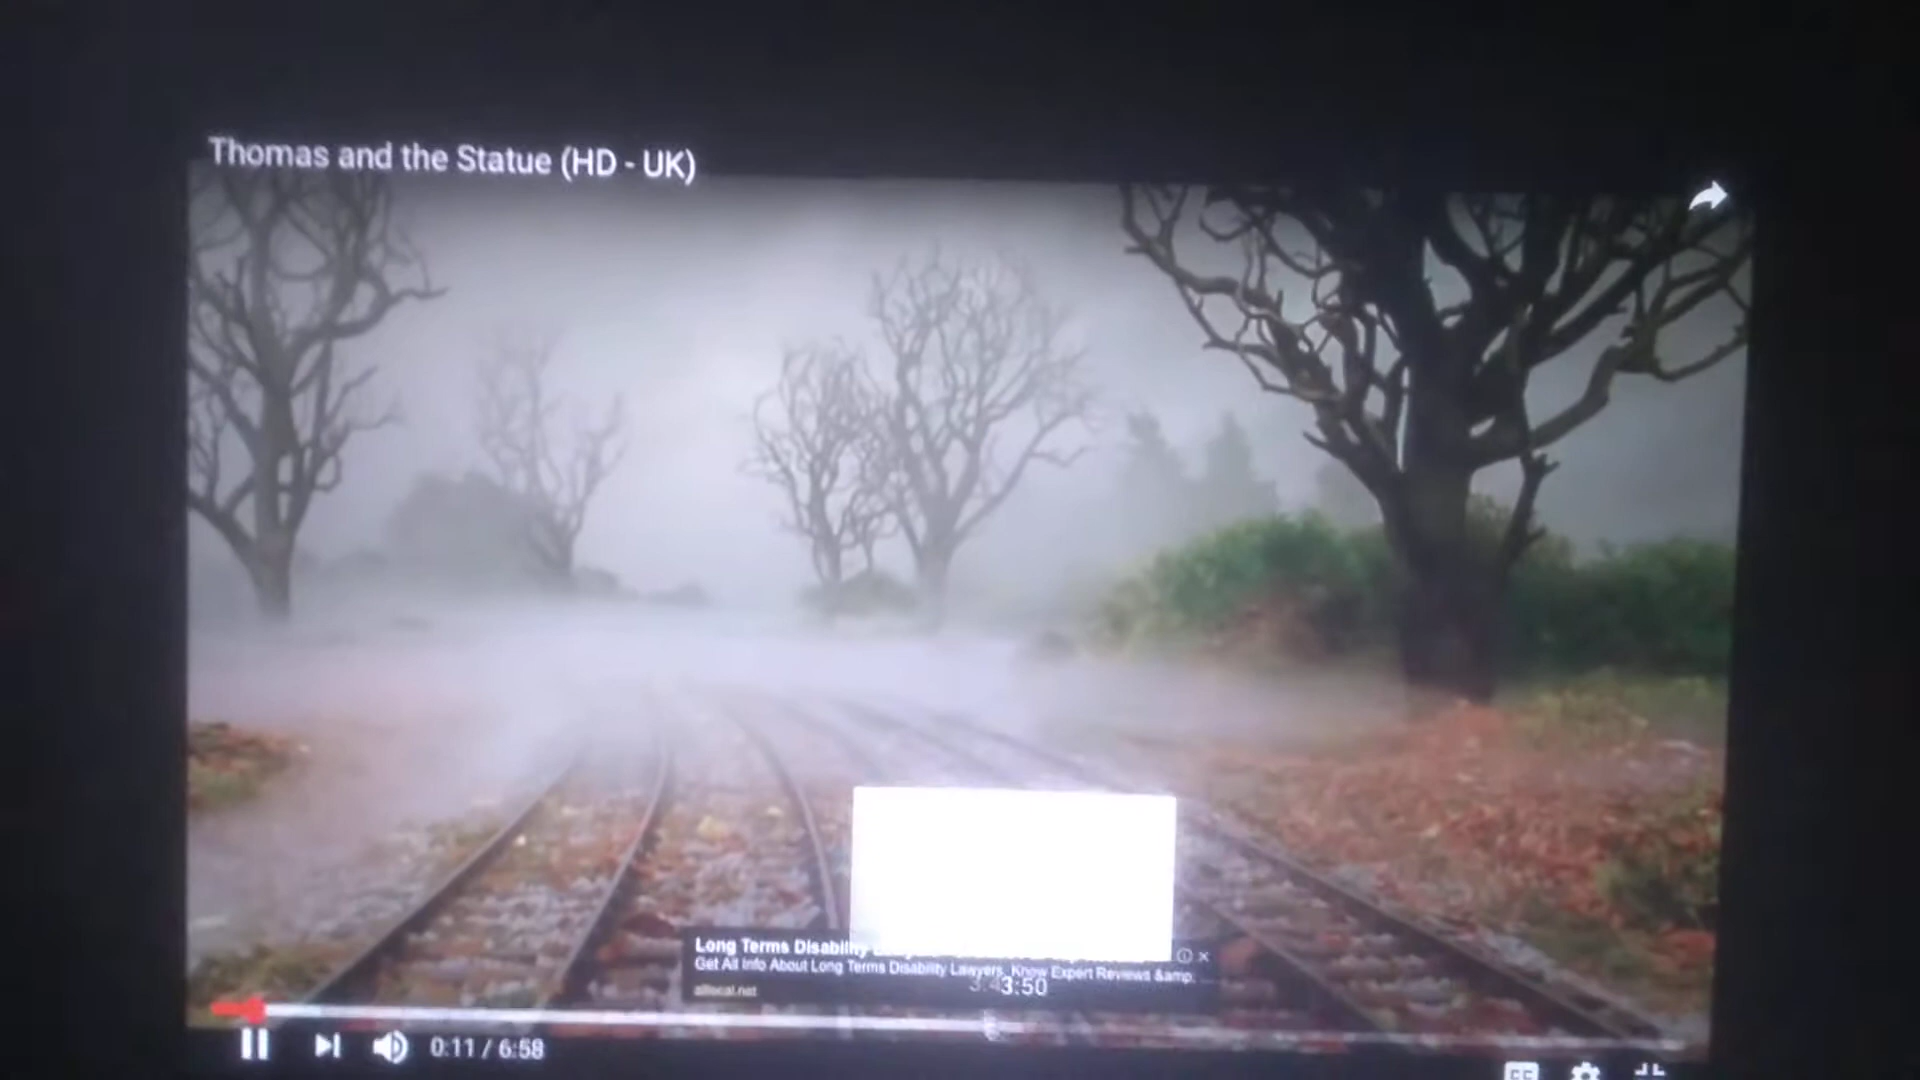 Thomas and the Statue (HD - UK)
Long Terms Disability
Get All Info About Long Terms Disability Lawyers, Know Expert Reviews &amp;
3:50
0:11 / 6:58